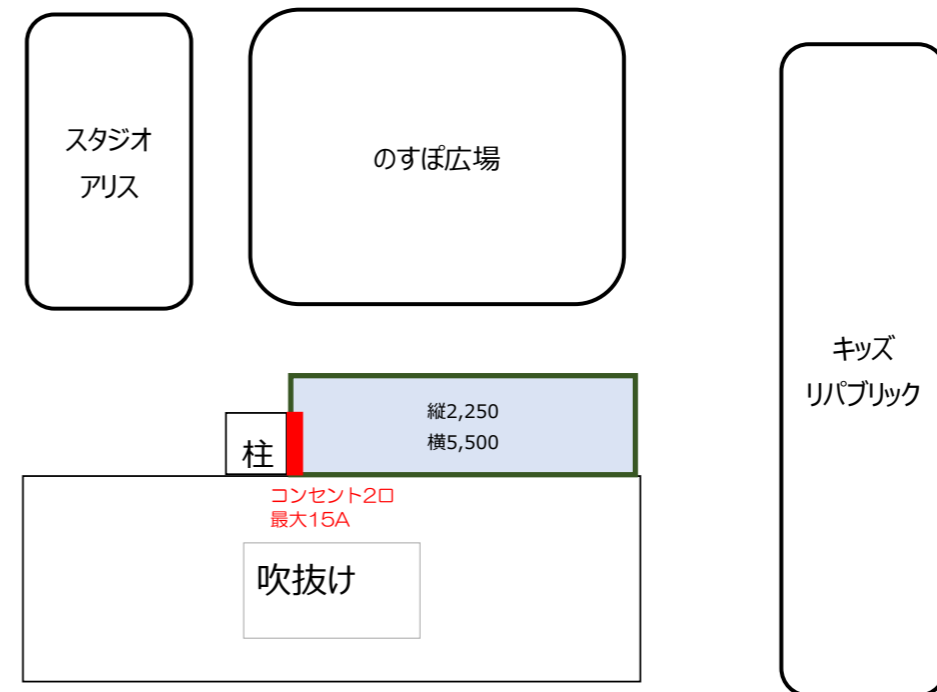 スタジオ
アリス
のすぽ広場
キッズ
リパブリック
縦2,250
横5,500
柱
コンセント2口
最大15A
吹抜け